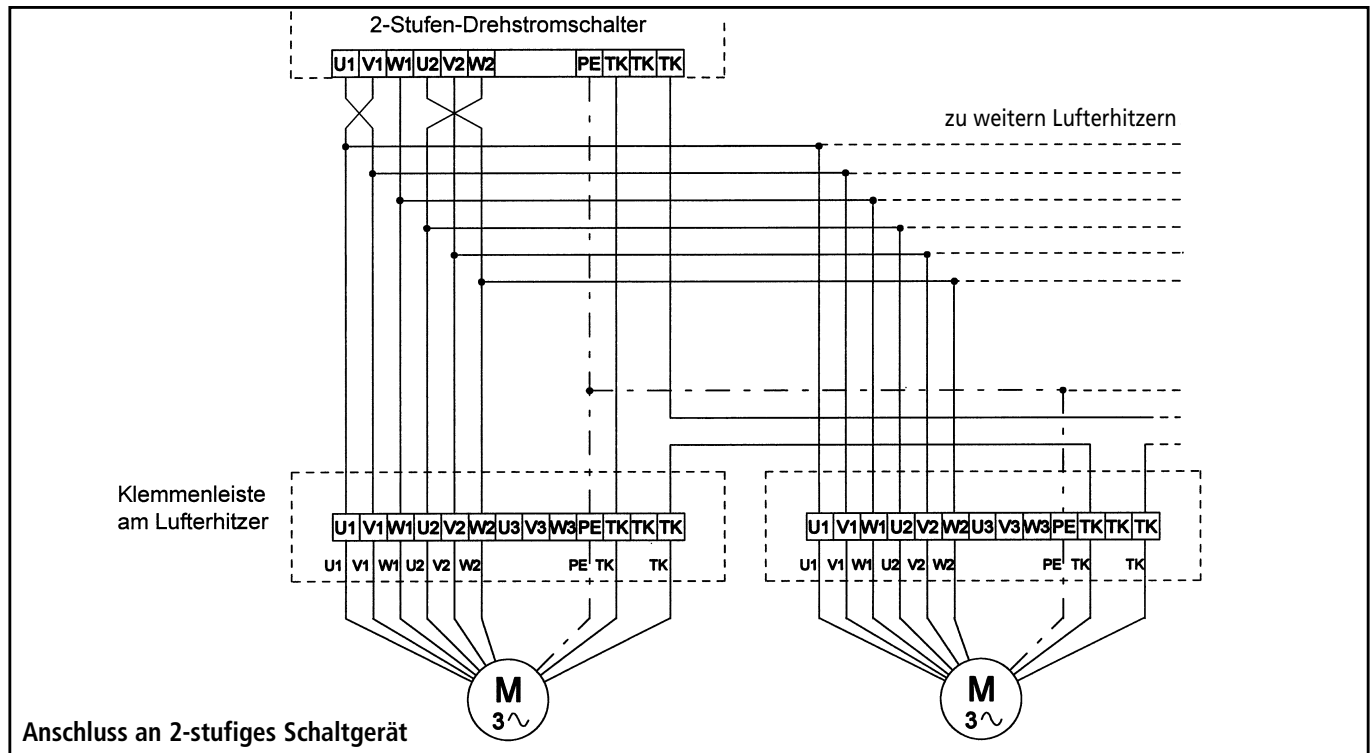 2-Stufen-Drehstromschalter
U1 V1 W1 U2 V2 W2 PE TK TK TK
zu weitern Lufterhitzern
Klemmenleiste
am Lufterhitzer
U1 V1 W1 U2 V2 W2 U3 V3 W3 PE TK TK TK
U1 V1 W1 U2 V2 W2 PE TK TK
U1 V1 W1 U2 V2 W2 U3 V3 W3 PE TK TK TK
U1 V1 W1 U2 V2 W2 PE TK TK
M
3∿
M
3∿
Anschluss an 2-stufiges Schaltgerät